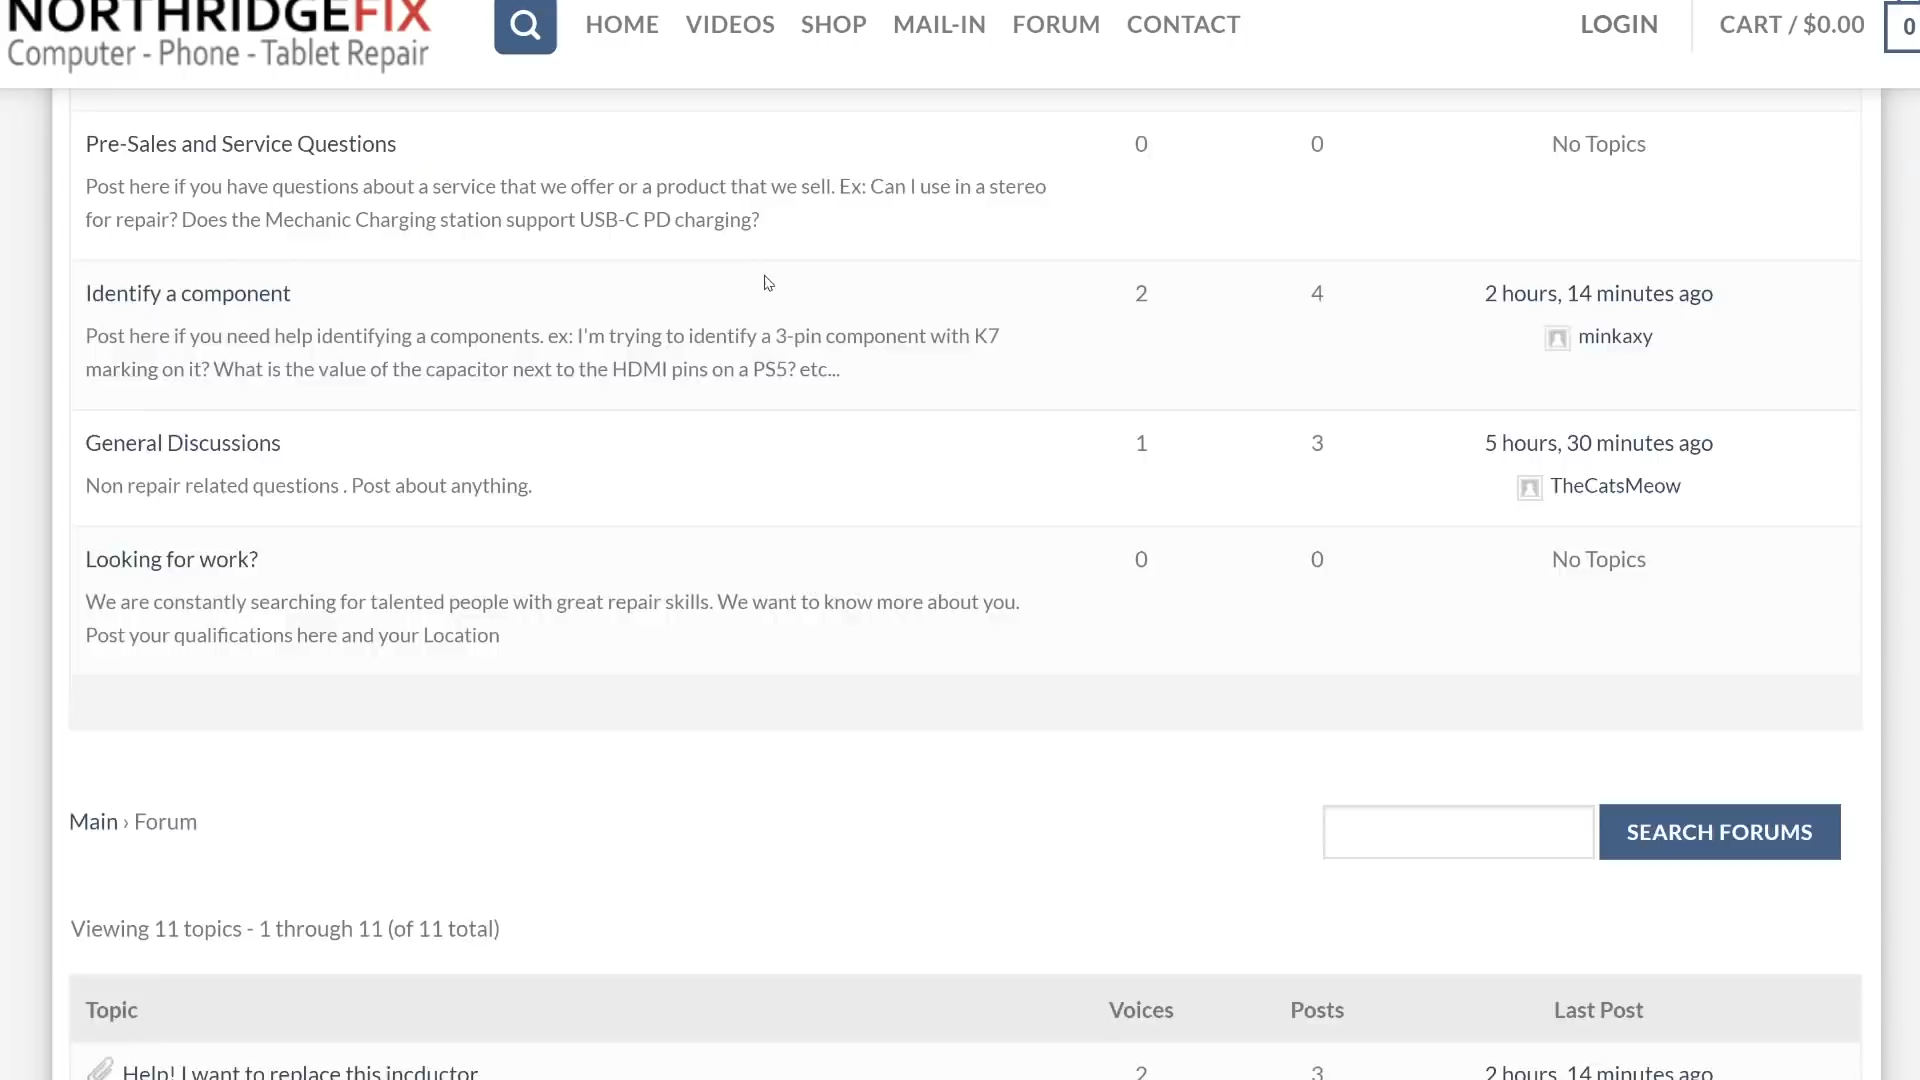 NORTHRIDGEFIX
Computer - Phone - Tablet Repair
HOME VIDEOS SHOP MAIL-IN FORUM CONTACT LOGIN CART / $0.00 0
Pre-Sales and Service Questions 0 0 No Topics
Post here if you have questions about a service that we offer or a product that we sell. Ex: Can I use in a stereo
for repair? Does the Mechanic Charging station support USB-C PD charging?
Identify a component 2 4 2 hours, 14 minutes ago
Post here if you need help identifying a components. ex: I'm trying to identify a 3-pin component with K7 minkaxy
marking on it? What is the value of the capacitor next to the HDMI pins on a PS5? etc...
General Discussions 1 3 5 hours, 30 minutes ago
Non repair related questions . Post about anything. TheCatsMeow
Looking for work? 0 0 No Topics
We are constantly searching for talented people with great repair skills. We want to know more about you.
Post your qualifications here and your Location
Main › Forum SEARCH FORUMS
Viewing 11 topics - 1 through 11 (of 11 total)
Topic Voices Posts Last Post
Help! I want to replace this incductor 2 3 2 hours, 14 minutes ago